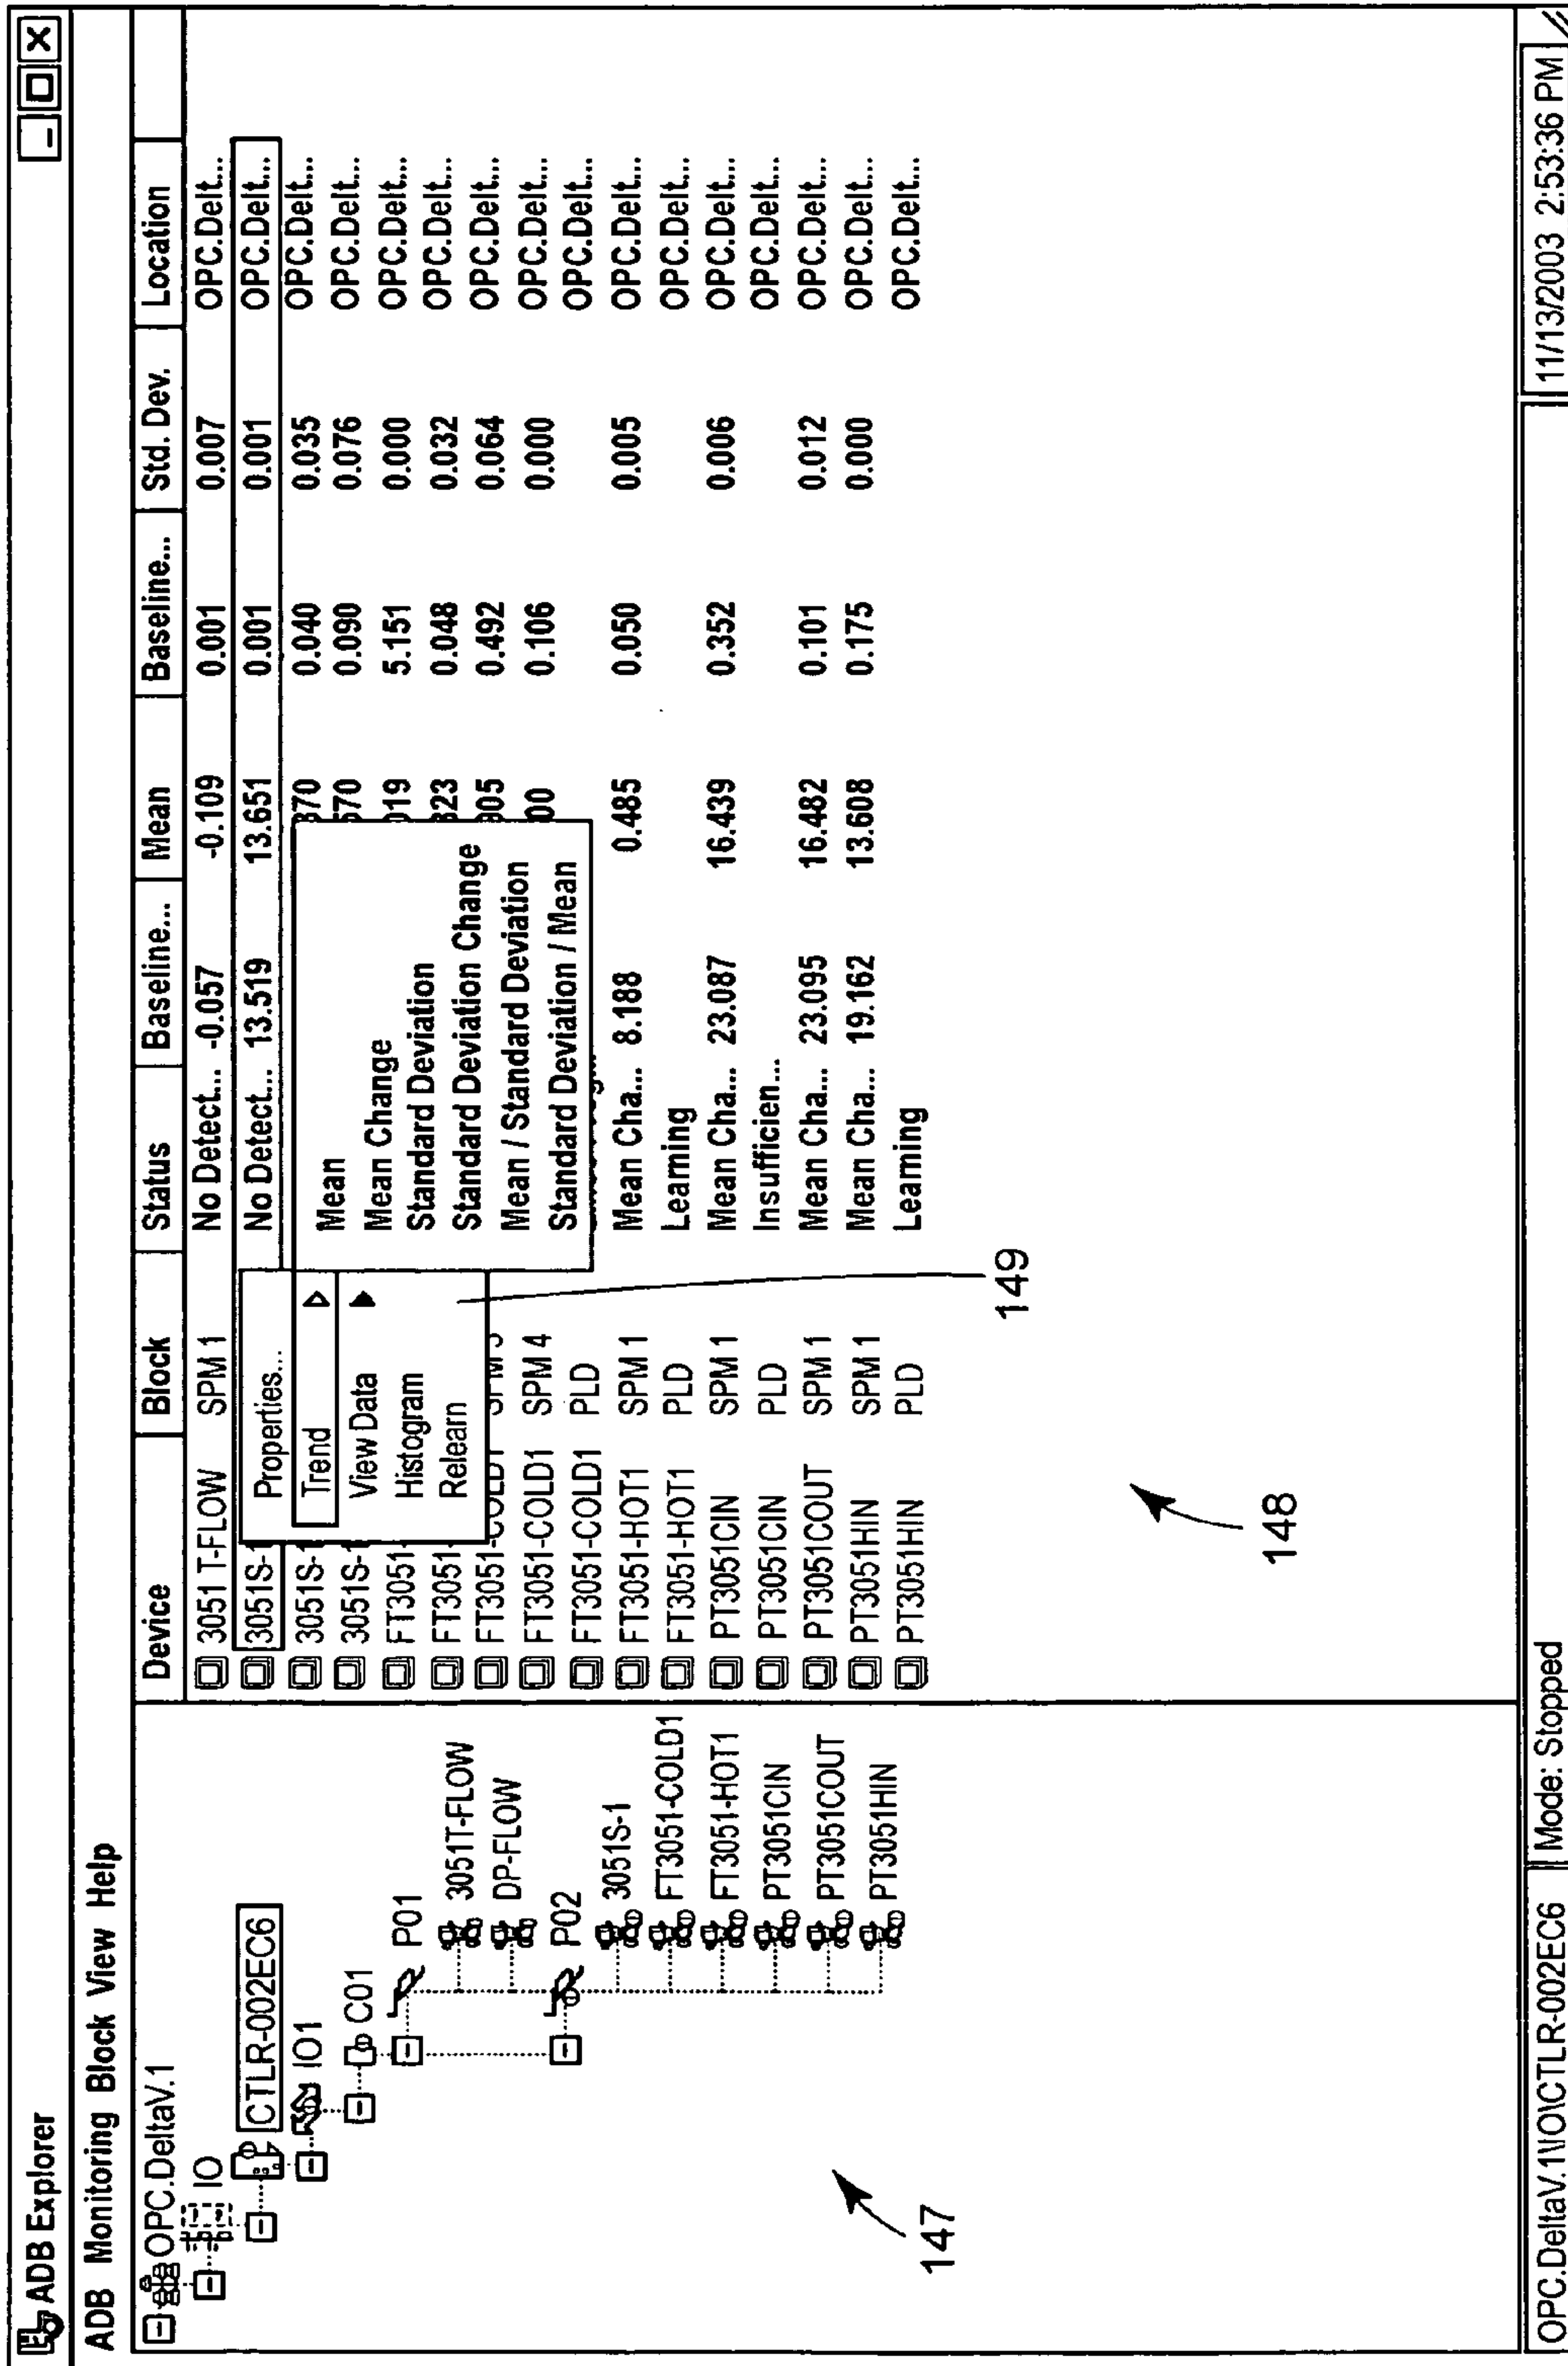 ADB Explorer
ADB Monitoring Block View Help
OPC.DeltaV.1
IO
CTLR-002EC6
IO1
C01
P01
3051T-FLOW
DP-FLOW
P02
3051S-1
FT3051-COLD1
FT3051-HOT1
PT3051CIN
PT3051COUT
PT3051HIN
147
Device Block Status Baseline... Mean Baseline... Std. Dev. Location
3051 T-FLOW SPM 1 No Detect... -0.057 -0.109 0.001 0.007 OPC.Delt...
3051S- No Detect... 13.519 13.651 0.001 0.001 OPC.Delt...
3051S- 370 0.040 0.035 OPC.Delt...
3051S- 570 0.090 0.076 OPC.Delt...
FT3051- 019 5.151 0.000 OPC.Delt...
FT3051- 323 0.048 0.032 OPC.Delt...
FT3051-COLD1 905 0.492 0.064 OPC.Delt...
FT3051-COLD1 SPM 4 00 0.106 0.000 OPC.Delt...
FT3051-COLD1 PLD OPC.Delt...
FT3051-HOT1 SPM 1 Mean Cha... 8.188 0.485 0.050 0.005 OPC.Delt...
FT3051-HOT1 PLD Learning OPC.Delt...
PT3051CIN SPM 1 Mean Cha... 23.087 16.439 0.352 0.006 OPC.Delt...
PT3051CIN PLD Insufficien... OPC.Delt...
PT3051COUT SPM 1 Mean Cha... 23.095 16.482 0.101 0.012 OPC.Delt...
PT3051HIN SPM 1 Mean Cha... 19.162 13.608 0.175 0.000 OPC.Delt...
PT3051HIN PLD Learning OPC.Delt...
Properties...
Trend
View Data
Histogram
Relearn
Mean
Mean Change
Standard Deviation
Standard Deviation Change
Mean / Standard Deviation
Standard Deviation / Mean
149
148
OPC.DeltaV.1\IO\CTLR-002EC6 Mode: Stopped 11/13/2003 2:53:36 PM